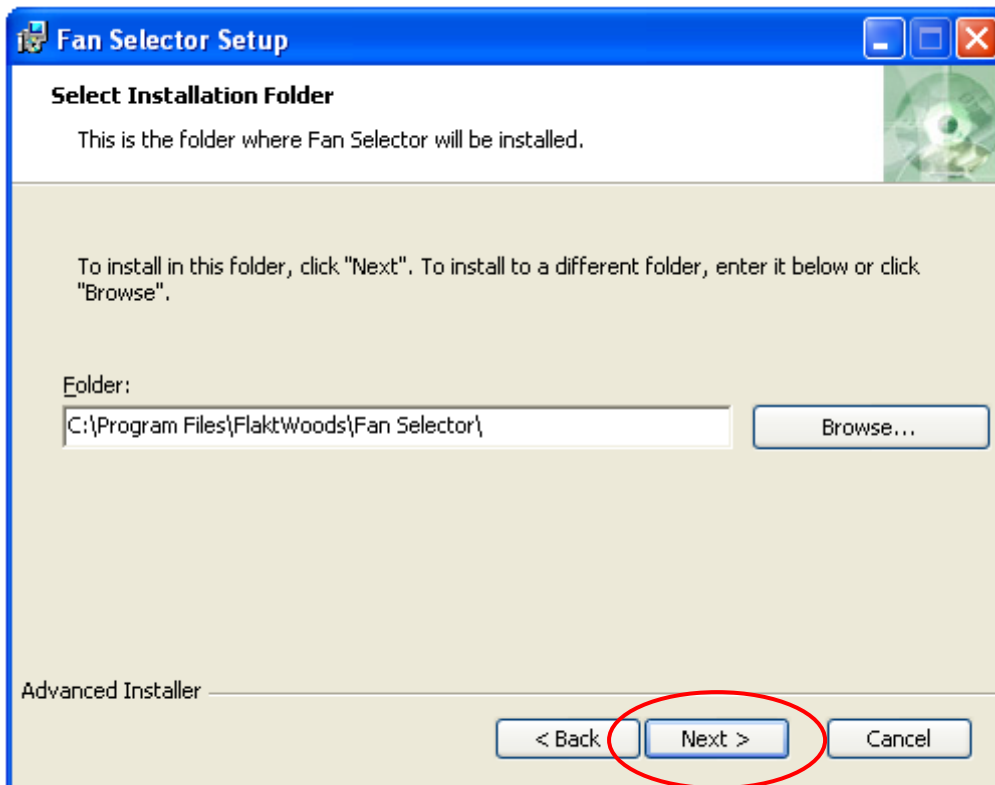 Fan Selector Setup
Select Installation Folder
This is the folder where Fan Selector will be installed.
To install in this folder, click "Next". To install to a different folder, enter it below or click
"Browse".
Folder:
C:\Program Files\FlaktWoods\Fan Selector\
Browse...
Advanced Installer
< Back
Next >
Cancel